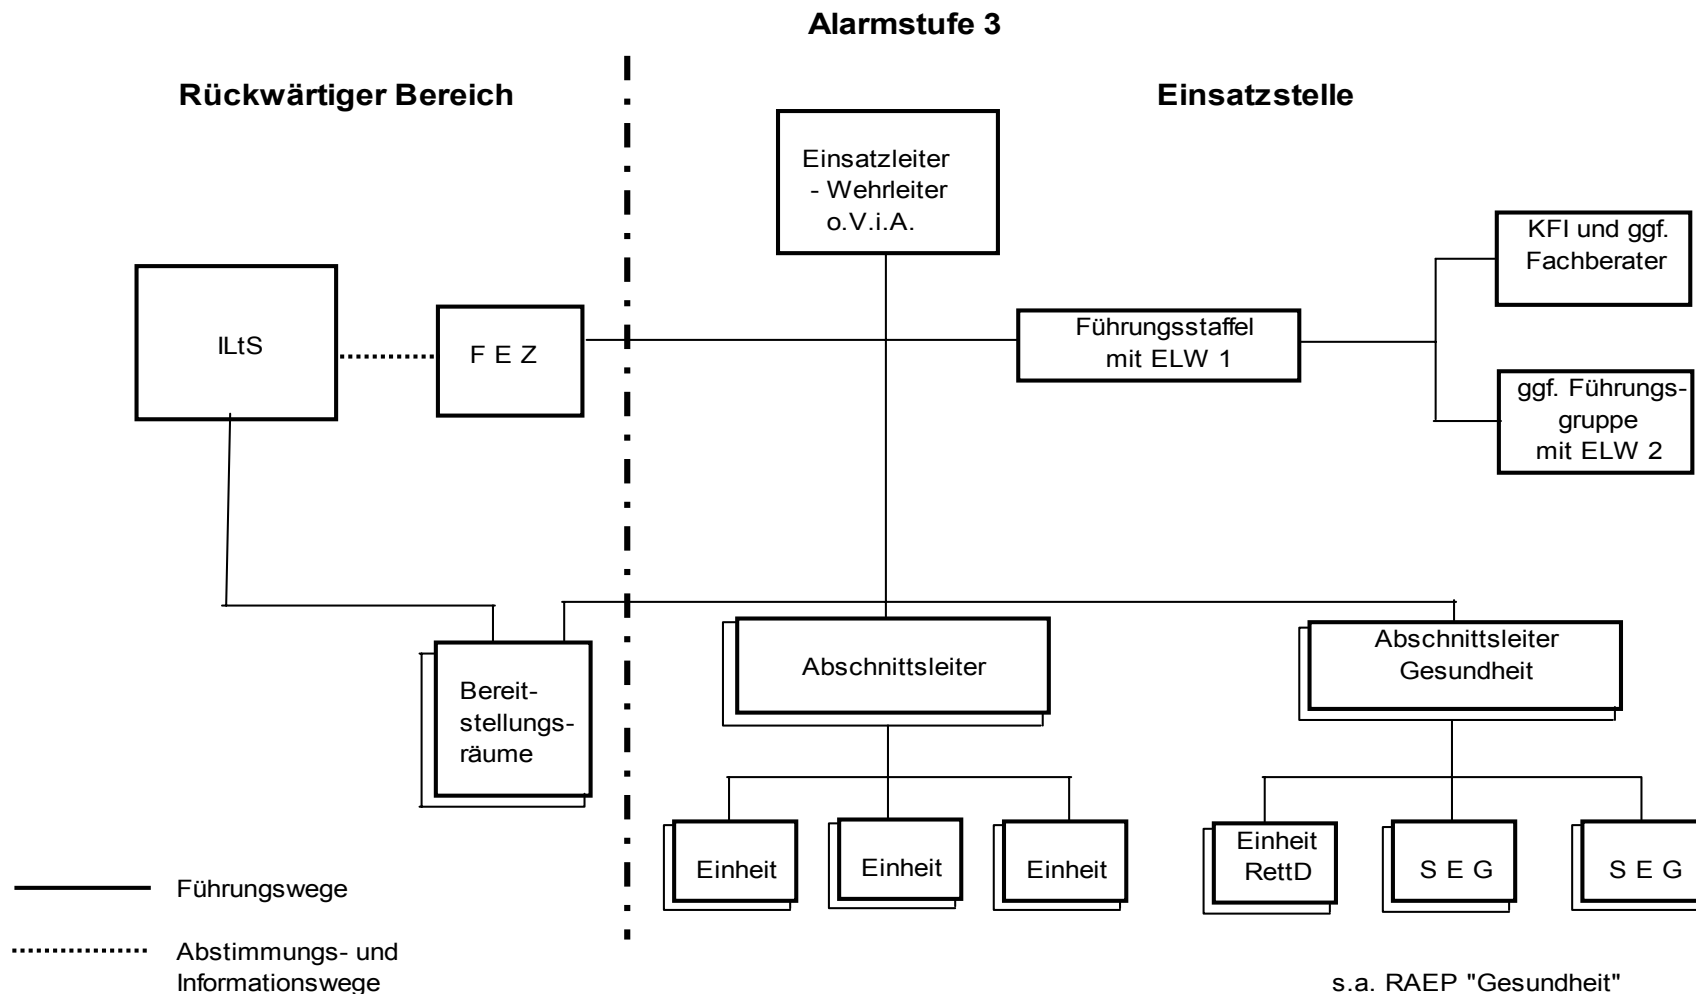 Alarmstufe 3
Rückwärtiger Bereich
Einsatzstelle
Einsatzleiter
- Wehrleiter
o.V.i.A.
KFI und ggf.
Fachberater
ILtS
F E Z
Führungsstaffel
mit ELW 1
ggf. Führungs-
gruppe
mit ELW 2
Bereit-
stellungs-
räume
Abschnittsleiter
Abschnittsleiter
Gesundheit
Einheit
Einheit
Einheit
Einheit
RettD
S E G
S E G
Führungswege
Abstimmungs- und
Informationswege
s.a. RAEP "Gesundheit"